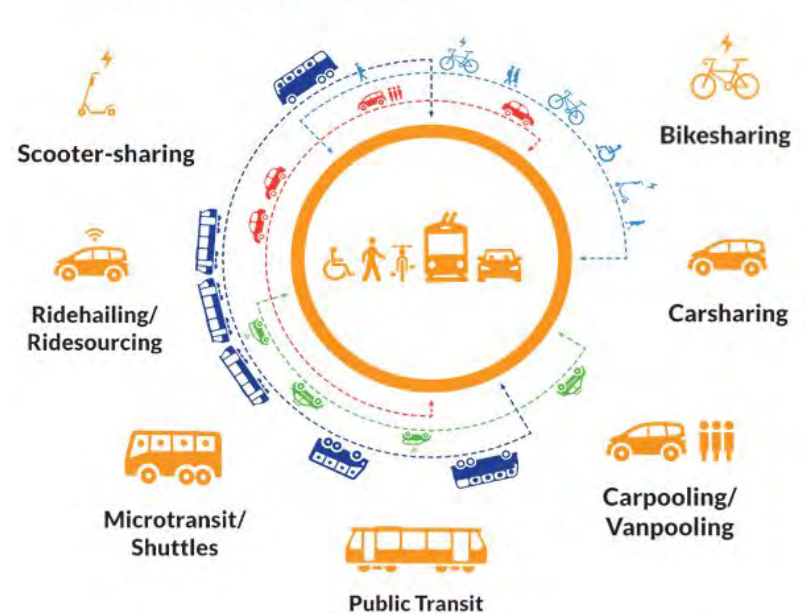 Scooter-sharing
Bikesharing
Ridehailing/
Ridesourcing
Carsharing
Microtransit/
Shuttles
Carpooling/
Vanpooling
Public Transit